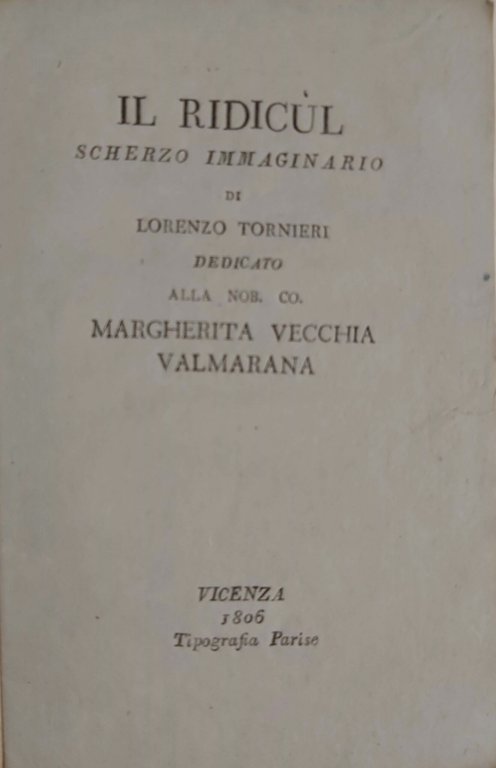 IL RIDICÙL
SCHERZO IMMAGINARIO
DI
LORENZO TORNIERI
DEDICATO
ALLA NOB. CO.
MARGHERITA VECCHIA
VALMARANA
VICENZA
1806
Tipografia Parise